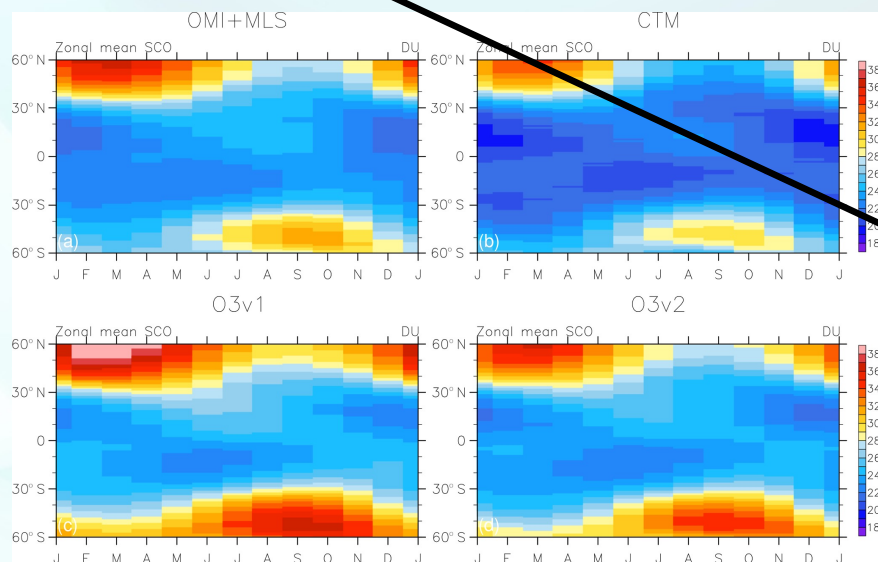 OMI+MLS CTM
Zonal mean SCO DU Zonal mean SCO DU
60° N 60° N 38
36
34
30° N 30° N 32
30
28
0 0 26
24
30° S 30° S 22
20
60° S (a) 60° S (b) 18
J F M A M J J A S O N D J J F M A M J J A S O N D J
O3v1 O3v2
Zonal mean SCO DU Zonal mean SCO DU
60° N 60° N 38
36
34
30° N 30° N 32
30
28
0 0 26
24
30° S 30° S 22
20
60° S (c) 60° S (d) 18
J F M A M J J A S O N D J J F M A M J J A S O N D J